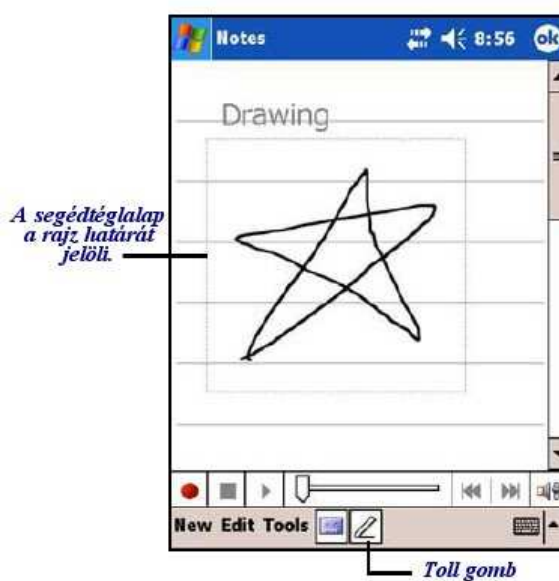 Notes 8:56 ok
Drawing
A segédtéglalap
a rajz határát
jelöli.
New Edit Tools
Toll gomb